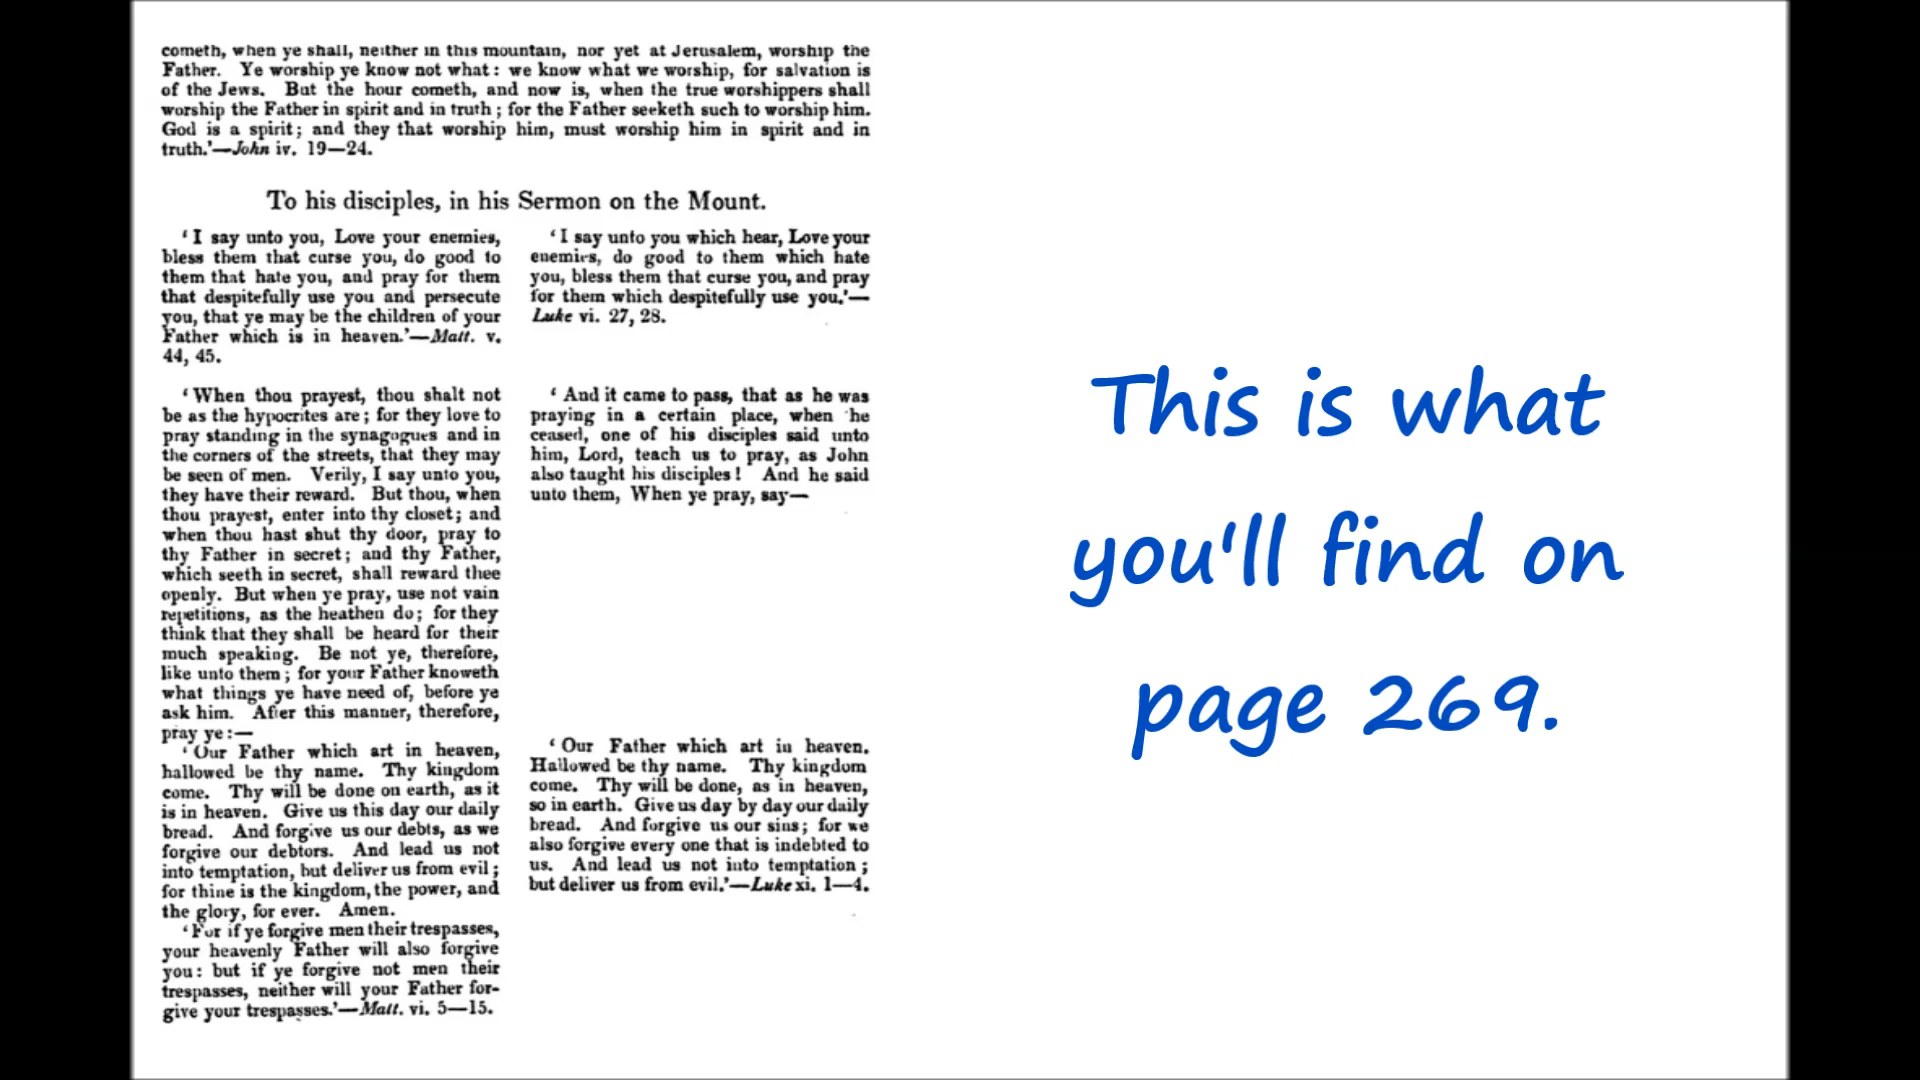 cometh, when ye shall, neither in this mountain, nor yet at Jerusalem, worship the
Father. Ye worship ye know not what: we know what we worship, for salvation is
of the Jews. But the hour cometh, and now is, when the true worshippers shall
worship the Father in spirit and in truth; for the Father seeketh such to worship him.
God is a spirit; and they that worship him, must worship him in spirit and in
truth.'—John iv. 19—24.
To his disciples, in his Sermon on the Mount.
'I say unto you, Love your enemies,
bless them that curse you, do good to
them that hate you, and pray for them
that despitefully use you and persecute
you, that ye may be the children of your
Father which is in heaven.'—Matt. v.
44, 45.
'When thou prayest, thou shalt not
be as the hypocrites are; for they love to
pray standing in the synagogues and in
the corners of the streets, that they may
be seen of men. Verily, I say unto you,
they have their reward. But thou, when
thou prayest, enter into thy closet; and
when thou hast shut thy door, pray to
thy Father in secret; and thy Father,
which seeth in secret, shall reward thee
openly. But when ye pray, use not vain
repetitions, as the heathen do; for they
think that they shall be heard for their
much speaking. Be not ye, therefore,
like unto them; for your Father knoweth
what things ye have need of, before ye
ask him. After this manner, therefore,
pray ye:—
'Our Father which art in heaven,
hallowed be thy name. Thy kingdom
come. Thy will be done on earth, as it
is in heaven. Give us this day our daily
bread. And forgive us our debts, as we
forgive our debtors. And lead us not
into temptation, but deliver us from evil;
for thine is the kingdom, the power, and
the glory, for ever. Amen.
'For if ye forgive men their trespasses,
your heavenly Father will also forgive
you: but if ye forgive not men their
trespasses, neither will your Father for-
give your trespasses.'—Matt. vi. 5—15.
'I say unto you which hear, Love your
enemies, do good to them which hate
you, bless them that curse you, and pray
for them which despitefully use you.'—
Luke vi. 27, 28.
'And it came to pass, that as he was
praying in a certain place, when he
ceased, one of his disciples said unto
him, Lord, teach us to pray, as John
also taught his disciples! And he said
unto them, When ye pray, say—
'Our Father which art in heaven.
Hallowed be thy name. Thy kingdom
come. Thy will be done, as in heaven,
so in earth. Give us day by day our daily
bread. And forgive us our sins; for we
also forgive every one that is indebted to
us. And lead us not into temptation;
but deliver us from evil.'—Luke xi. 1—4.
This is what
you'll find on
page 269.